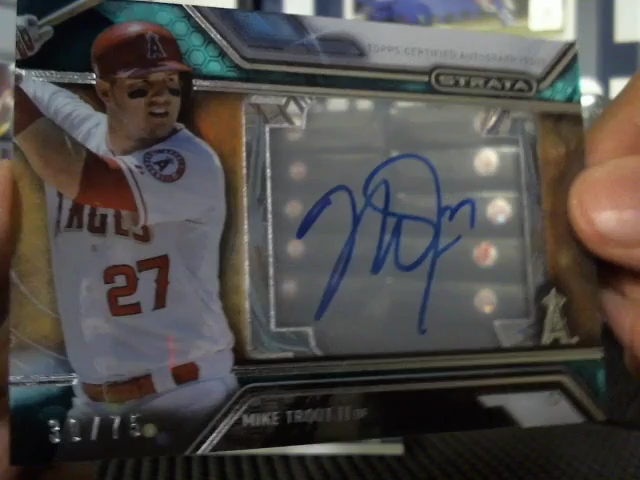 TOPPS CERTIFIED AUTOGRAPH ISSUE
STRATA
A
27
MIKE TROUT II OF
/75